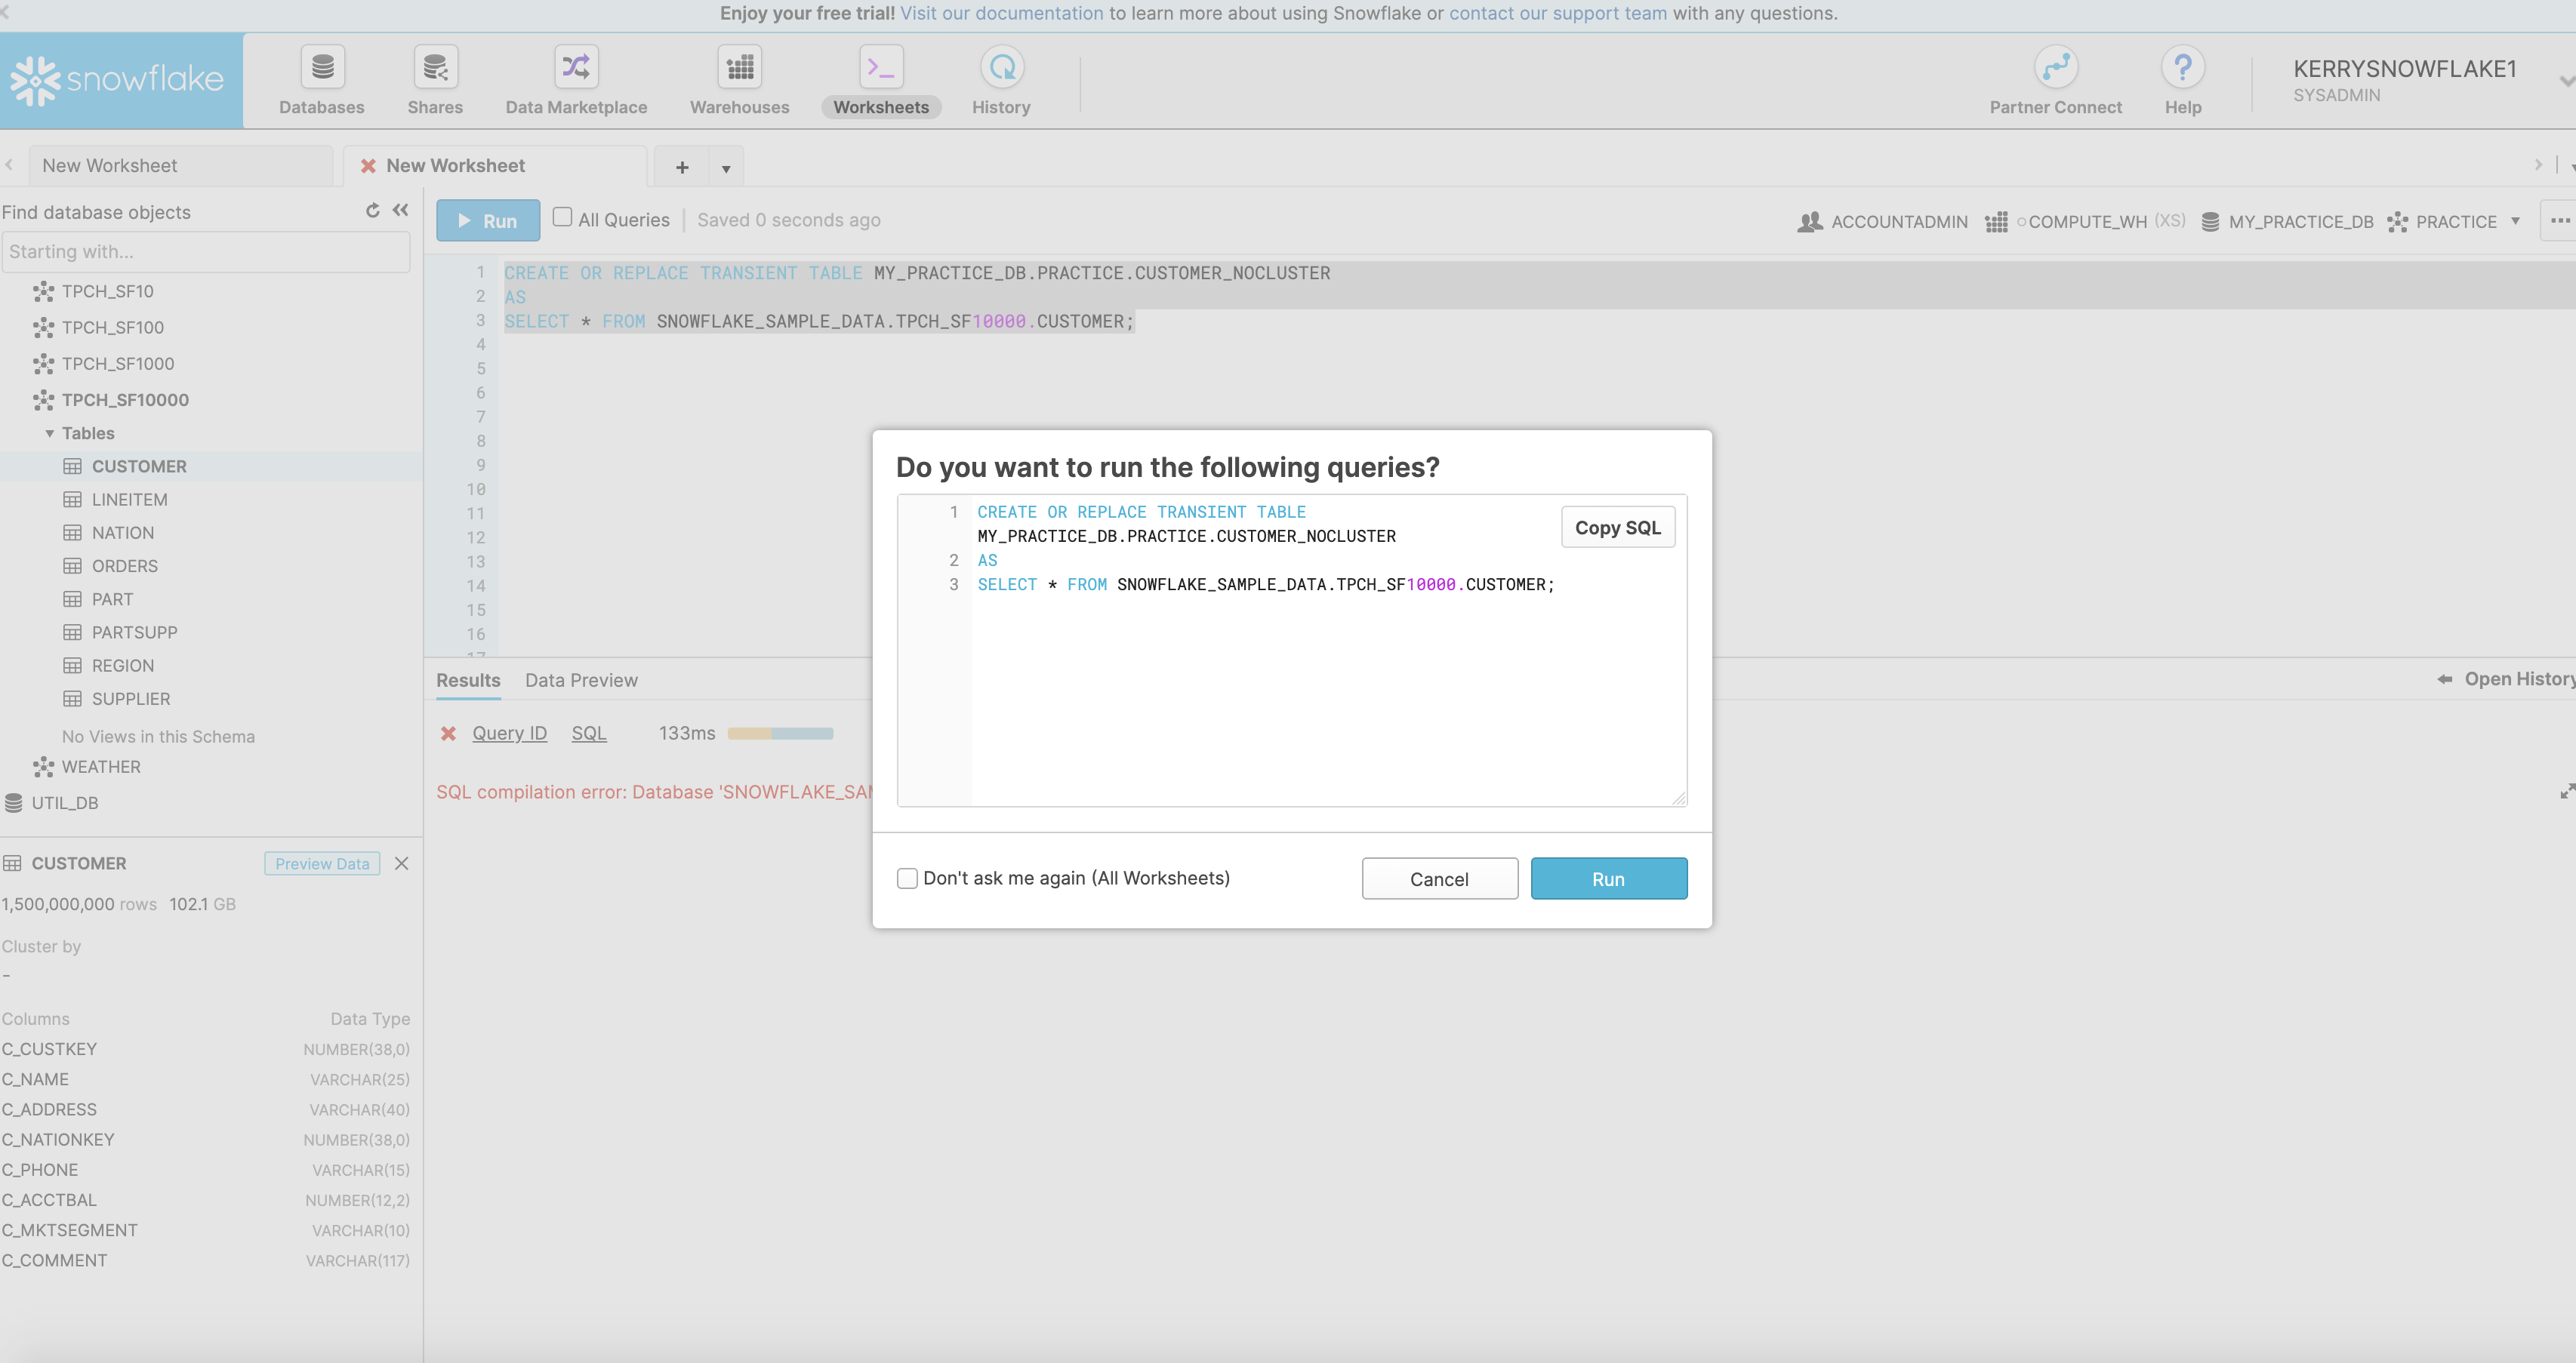 Enjoy your free trial! Visit our documentation to learn more about using Snowflake or contact our support team with any questions.
snowflake
Databases
Shares
Data Marketplace
Warehouses
Worksheets
History
Partner Connect
Help
KERRYSNOWFLAKE1
SYSADMIN
New Worksheet
New Worksheet
Find database objects
Starting with...
Run
All Queries
Saved 0 seconds ago
ACCOUNTADMIN
COMPUTE_WH (XS)
MY_PRACTICE_DB
PRACTICE
1 CREATE OR REPLACE TRANSIENT TABLE MY_PRACTICE_DB.PRACTICE.CUSTOMER_NOCLUSTER
2 AS
3 SELECT * FROM SNOWFLAKE_SAMPLE_DATA.TPCH_SF10000.CUSTOMER;
4
5
6
7
8
9
10
11
12
13
14
15
16
17
TPCH_SF10
TPCH_SF100
TPCH_SF1000
TPCH_SF10000
Tables
CUSTOMER
LINEITEM
NATION
ORDERS
PART
PARTSUPP
REGION
SUPPLIER
No Views in this Schema
WEATHER
UTIL_DB
Do you want to run the following queries?
1 CREATE OR REPLACE TRANSIENT TABLE
MY_PRACTICE_DB.PRACTICE.CUSTOMER_NOCLUSTER
2 AS
3 SELECT * FROM SNOWFLAKE_SAMPLE_DATA.TPCH_SF10000.CUSTOMER;
Copy SQL
Don't ask me again (All Worksheets)
Cancel
Run
Results
Data Preview
Open History
Query ID
SQL
133ms
SQL compilation error: Database 'SNOWFLAKE_SAM
CUSTOMER
Preview Data
1,500,000,000 rows 102.1 GB
Cluster by
–
Columns Data Type
C_CUSTKEY NUMBER(38,0)
C_NAME VARCHAR(25)
C_ADDRESS VARCHAR(40)
C_NATIONKEY NUMBER(38,0)
C_PHONE VARCHAR(15)
C_ACCTBAL NUMBER(12,2)
C_MKTSEGMENT VARCHAR(10)
C_COMMENT VARCHAR(117)